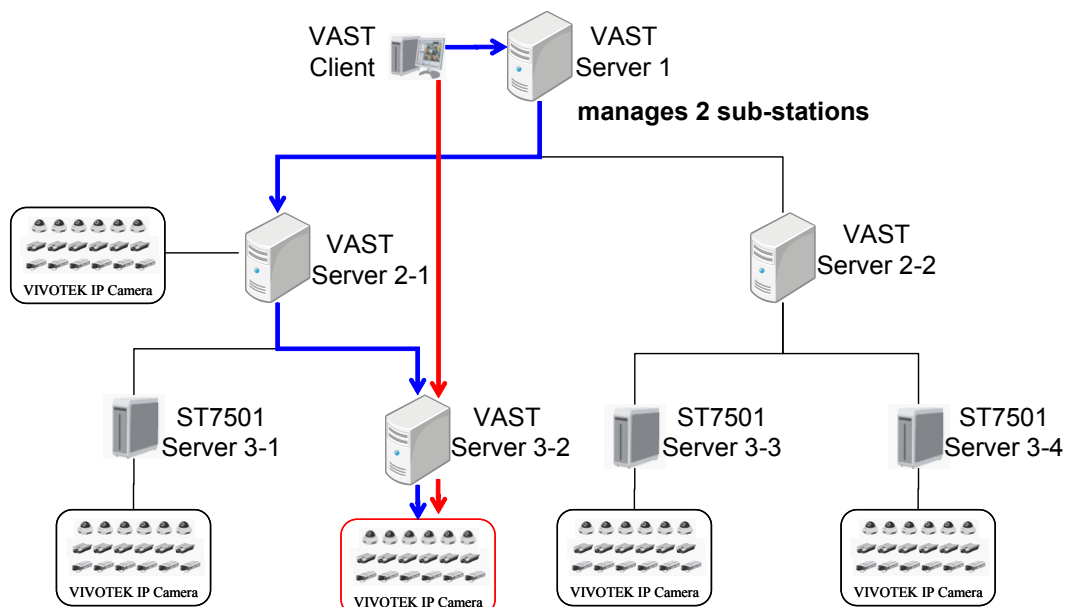 VAST
Client
VAST
Server 1
manages 2 sub-stations
VIVOTEK IP Camera
VAST
Server 2-1
VAST
Server 2-2
ST7501
Server 3-1
VAST
Server 3-2
ST7501
Server 3-3
ST7501
Server 3-4
VIVOTEK IP Camera
VIVOTEK IP Camera
VIVOTEK IP Camera
VIVOTEK IP Camera